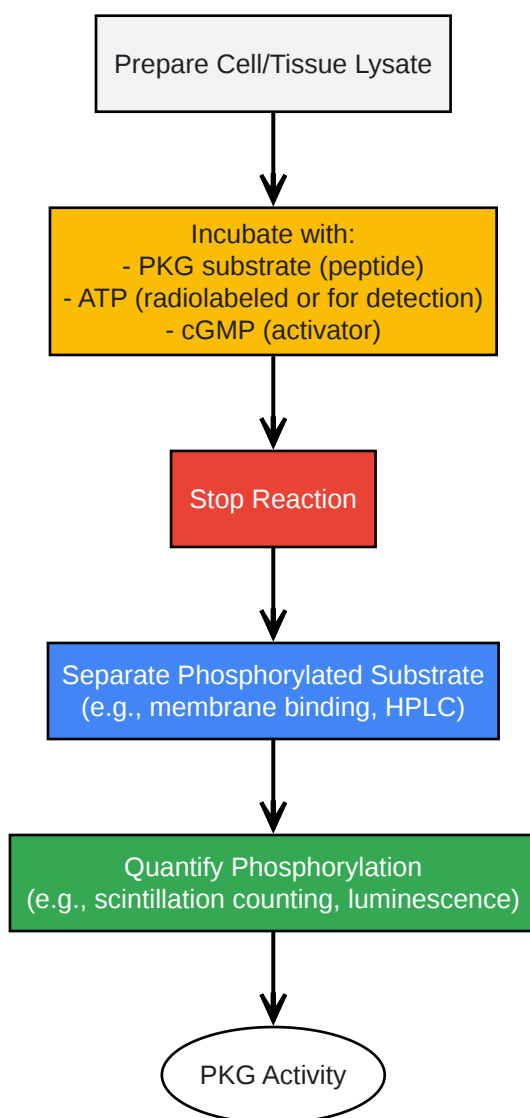 Prepare Cell/Tissue Lysate
Incubate with:
- PKG substrate (peptide)
- ATP (radiolabeled or for detection)
- cGMP (activator)
Stop Reaction
Separate Phosphorylated Substrate
(e.g., membrane binding, HPLC)
Quantify Phosphorylation
(e.g., scintillation counting, luminescence)
PKG Activity